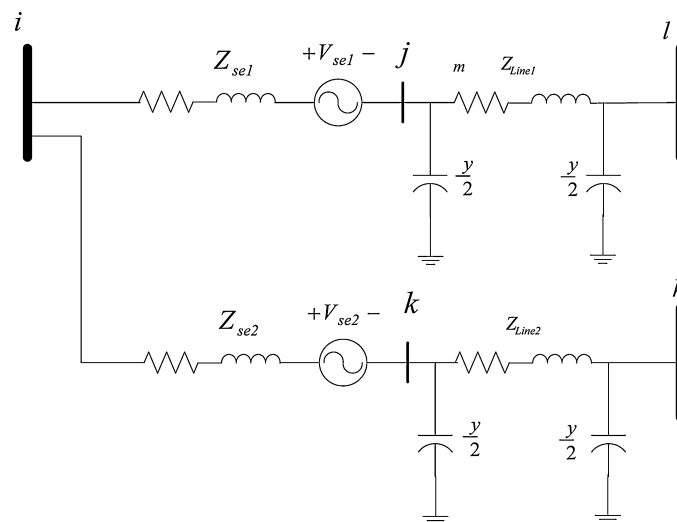 i
Z_se1
+V_se1 −
j
m
Z_Line1
l
y/2
y/2
Z_se2
+V_se2 −
k
Z_Line2
y/2
y/2